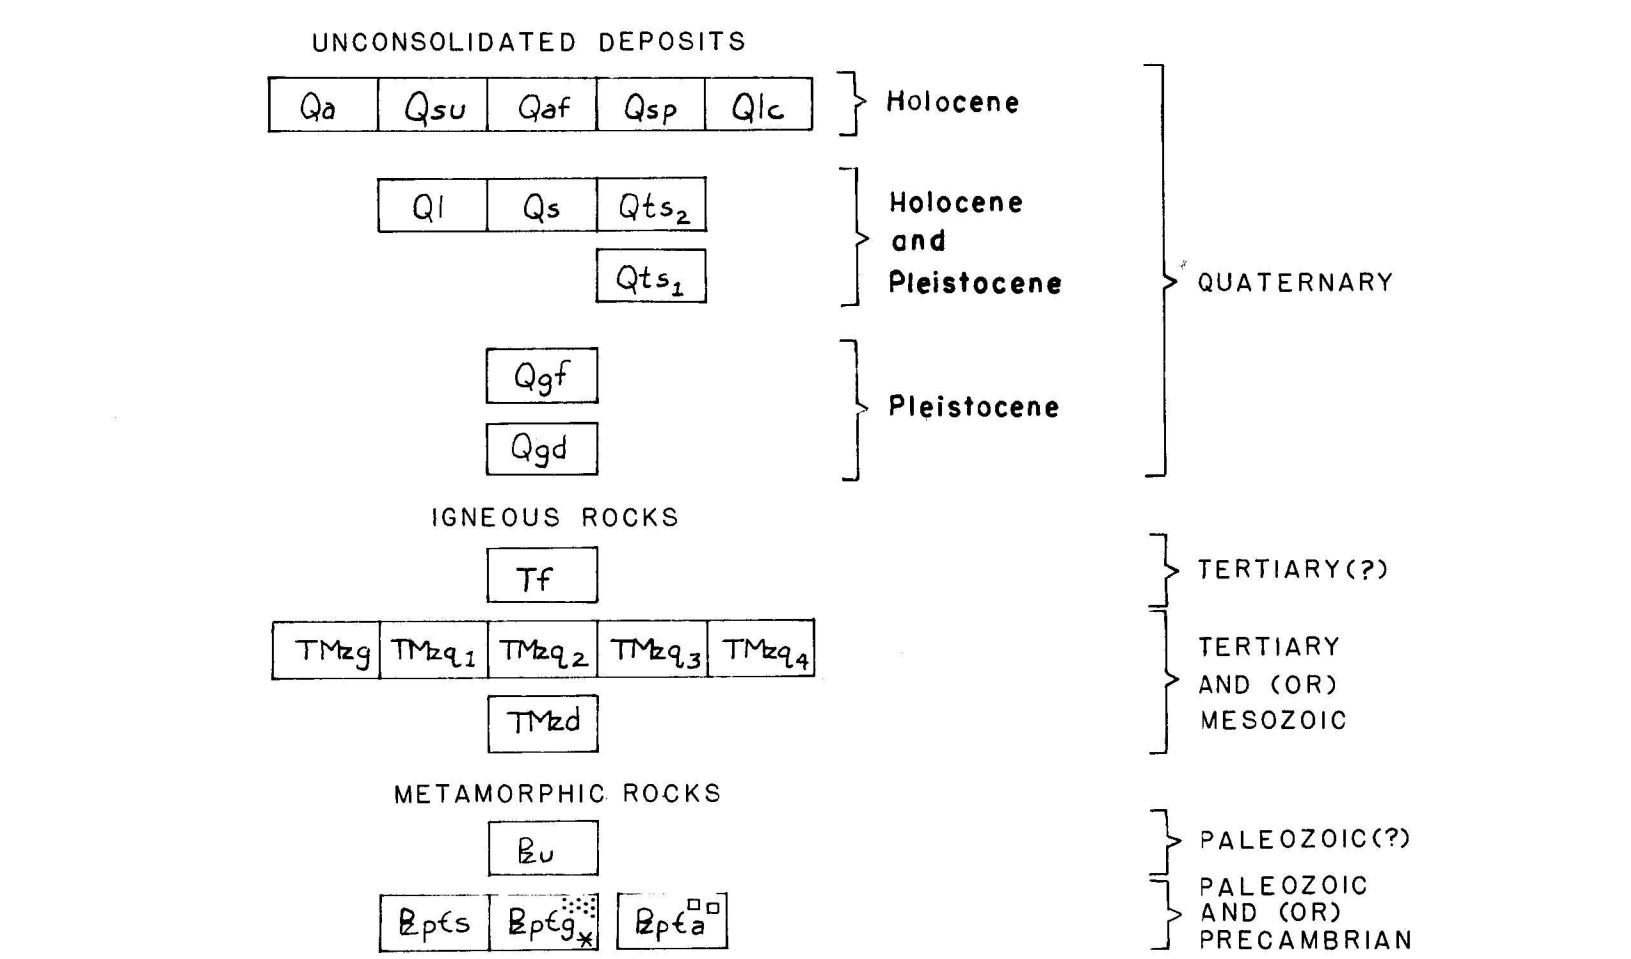 UNCONSOLIDATED DEPOSITS
Qa Qsu Qaf Qsp Qlc
Holocene
Ql Qs Qts2
Qts1
Holocene
and
Pleistocene
QUATERNARY
Qgf
Qgd
Pleistocene
IGNEOUS ROCKS
Tf
TERTIARY(?)
TMzg TMzq1 TMzq2 TMzq3 TMzq4
TMzd
TERTIARY
AND (OR)
MESOZOIC
METAMORPHIC ROCKS
Pzu
PALEOZOIC(?)
Pzp€s Pzp€g* Pzp€a
PALEOZOIC
AND (OR)
PRECAMBRIAN